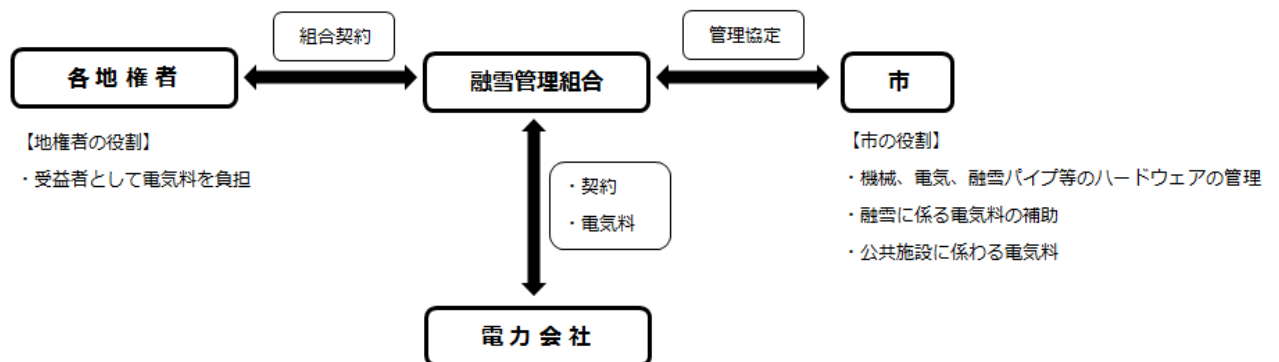 組合契約
管理協定
各地権者
融雪管理組合
市
【地権者の役割】
・受益者として電気料を負担
【市の役割】
・機械、電気、融雪パイプ等のハードウェアの管理
・融雪に係る電気料の補助
・公共施設に係わる電気料
・契約
・電気料
電力会社